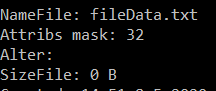 NameFile: fileData.txt
Attribs mask: 32
Alter:
SizeFile: 0 B